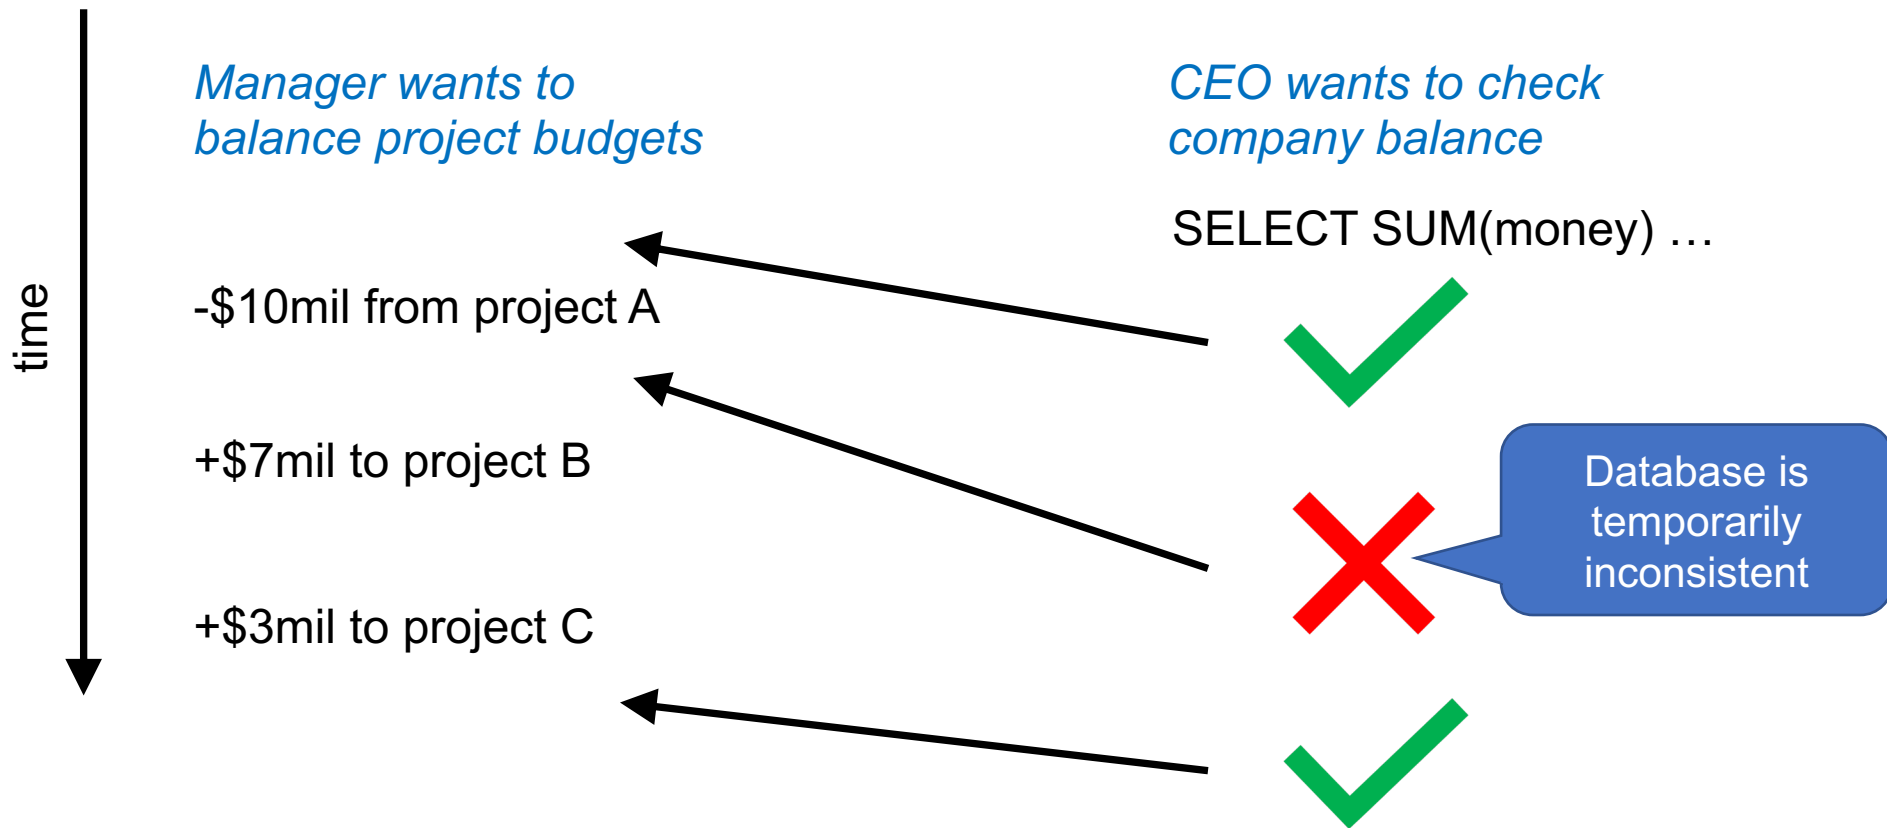 Manager wants to
balance project budgets
CEO wants to check
company balance
SELECT SUM(money) …
time
-$10mil from project A
+$7mil to project B
+$3mil to project C
Database is
temporarily
inconsistent